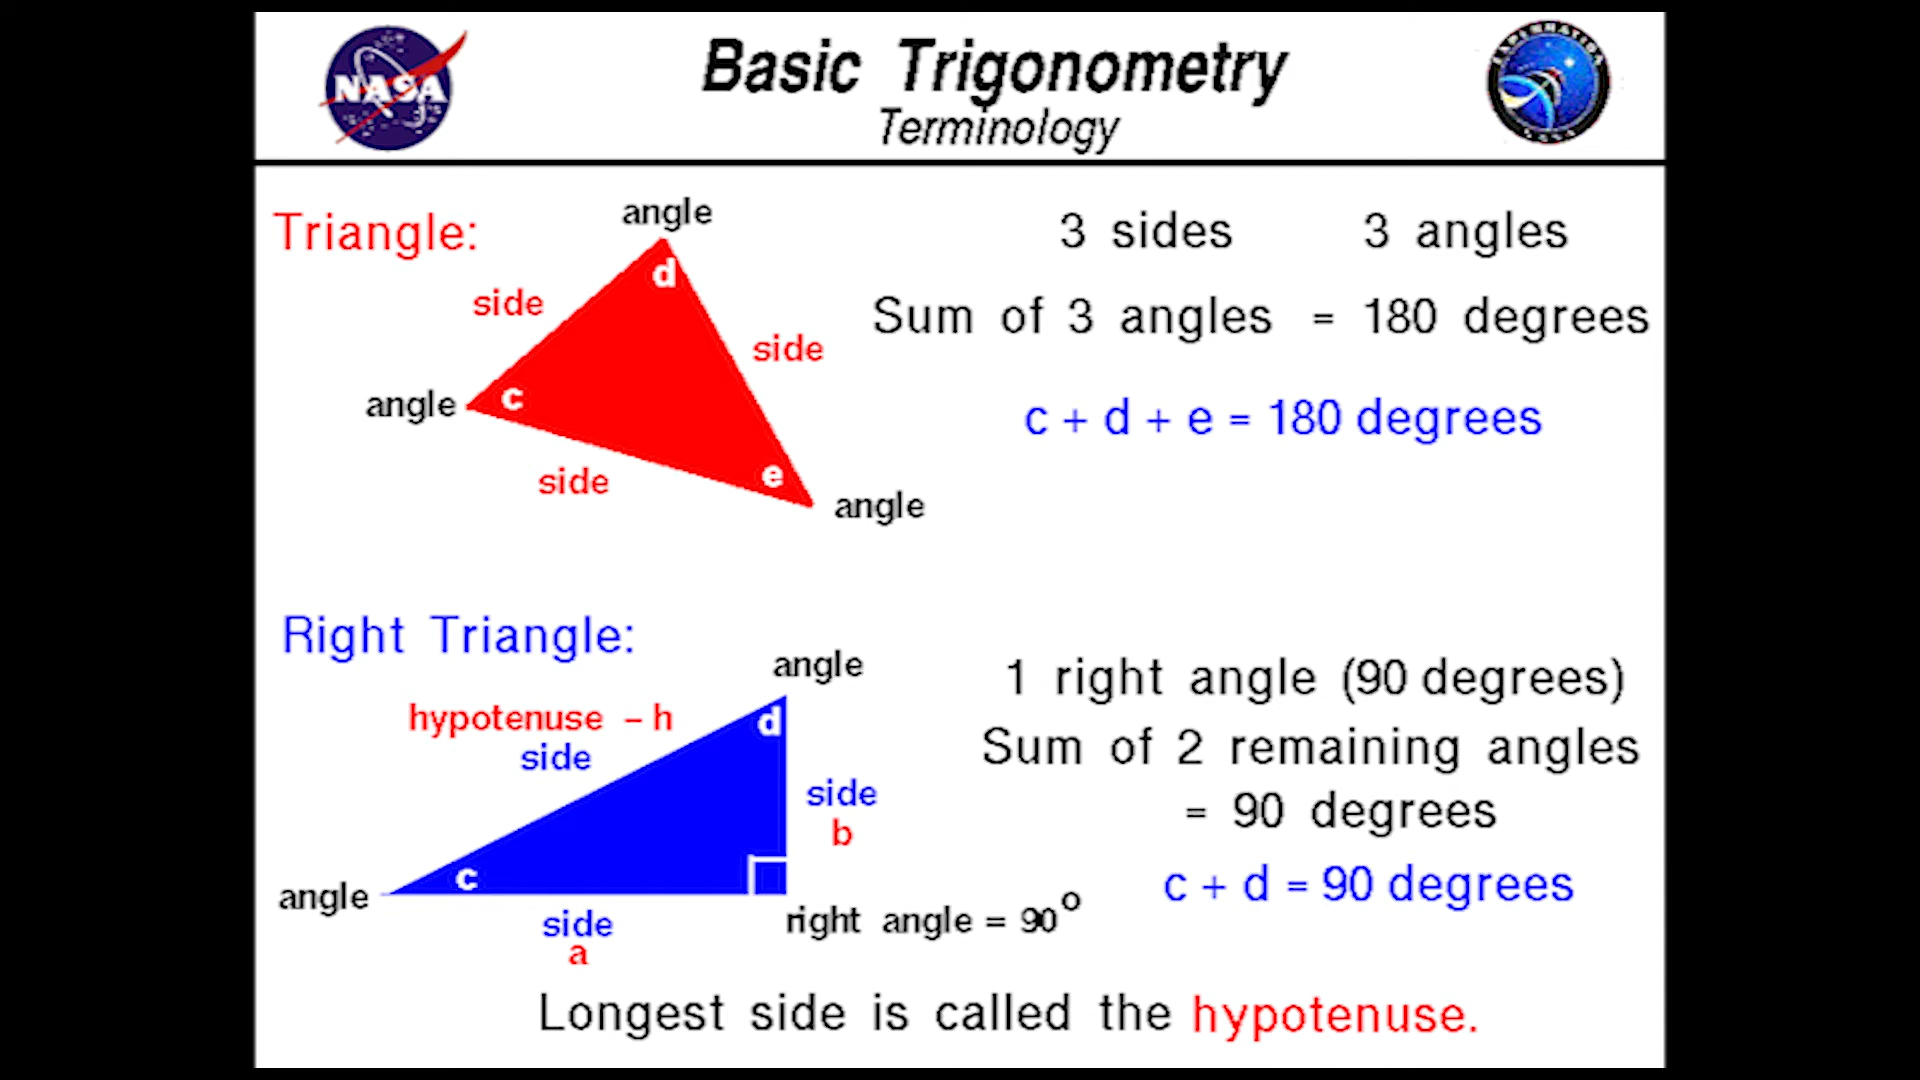 NASA
Basic Trigonometry
Terminology
EXPLORATION
NASA
Triangle:
angle
d
side
side
angle
c
side
e
angle
3 sides 3 angles
Sum of 3 angles = 180 degrees
c + d + e = 180 degrees
Right Triangle:
angle
hypotenuse – h
side
d
side
b
angle
c
side
a
right angle = 90°
1 right angle (90 degrees)
Sum of 2 remaining angles
= 90 degrees
c + d = 90 degrees
Longest side is called the hypotenuse.